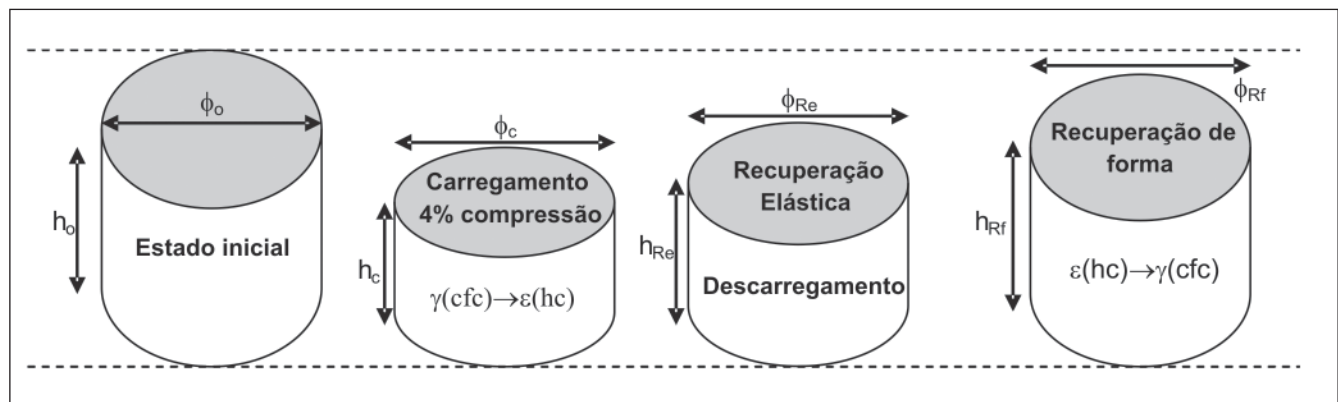 ϕo
ho
Estado inicial
ϕc
Carregamento
4% compressão
hc
γ(cfc)→ε(hc)
ϕRe
Recuperação
Elástica
hRe
Descarregamento
ϕRf
Recuperação de
forma
hRf
ε(hc)→γ(cfc)